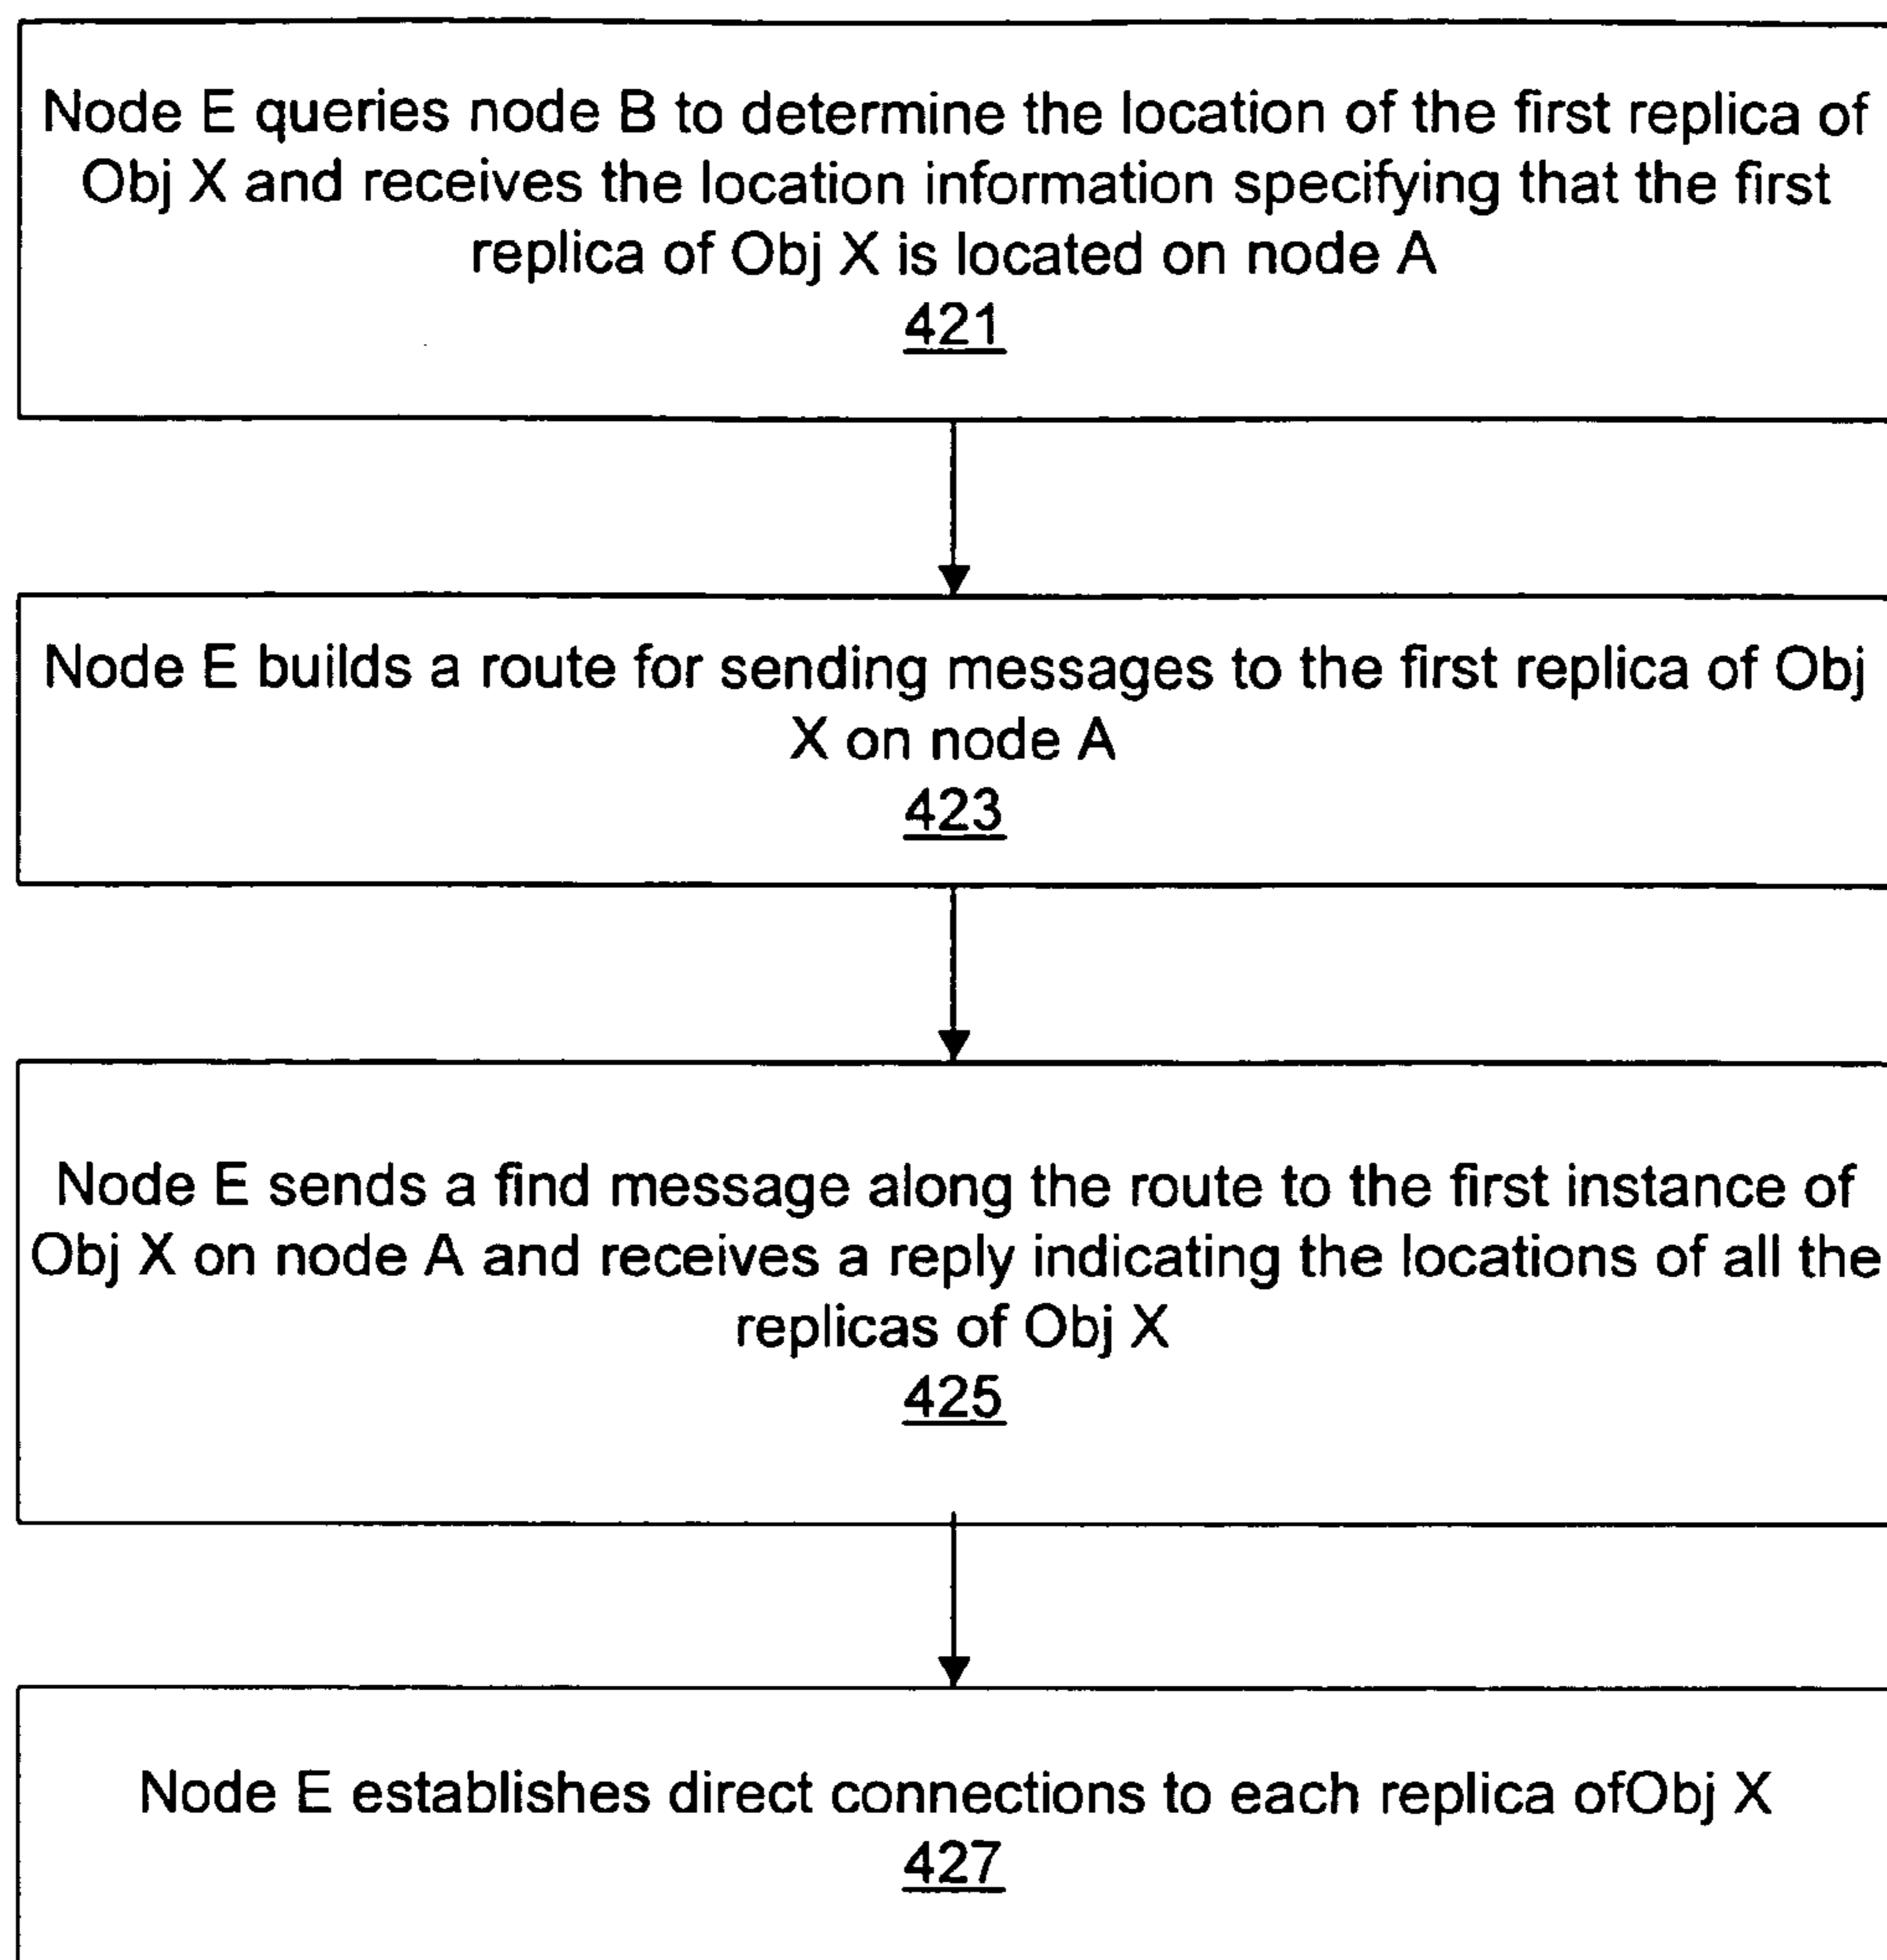 Node E queries node B to determine the location of the first replica of
Obj X and receives the location information specifying that the first
replica of Obj X is located on node A
421
Node E builds a route for sending messages to the first replica of Obj
X on node A
423
Node E sends a find message along the route to the first instance of
Obj X on node A and receives a reply indicating the locations of all the
replicas of Obj X
425
Node E establishes direct connections to each replica ofObj X
427